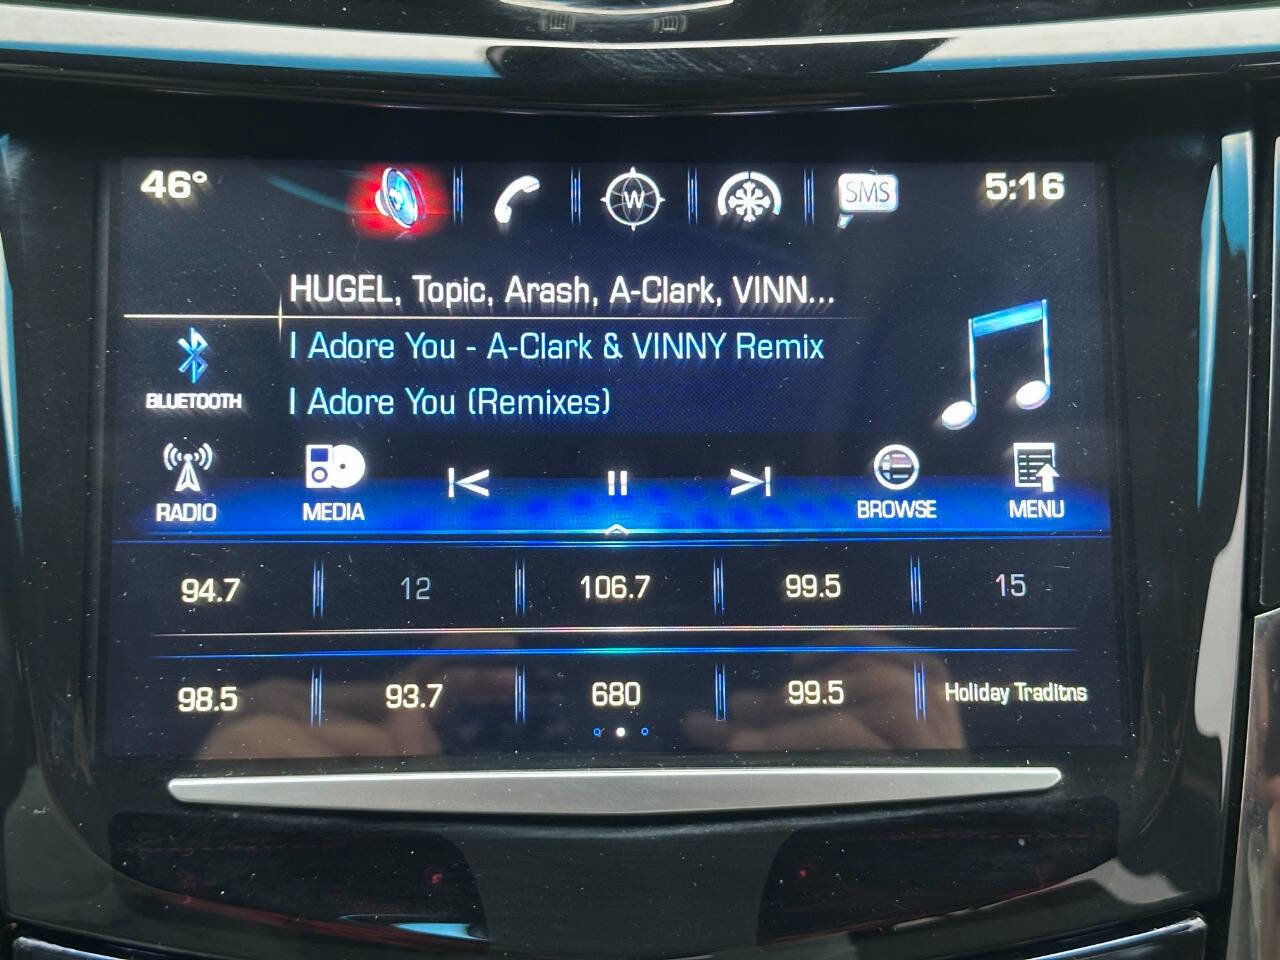 46° W SMS 5:16
HUGEL, Topic, Arash, A-Clark, VINN...
I Adore You - A-Clark & VINNY Remix
BLUETOOTH
I Adore You (Remixes)
RADIO MEDIA BROWSE MENU
94.7 12 106.7 99.5 15
98.5 93.7 680 99.5 Holiday Traditns